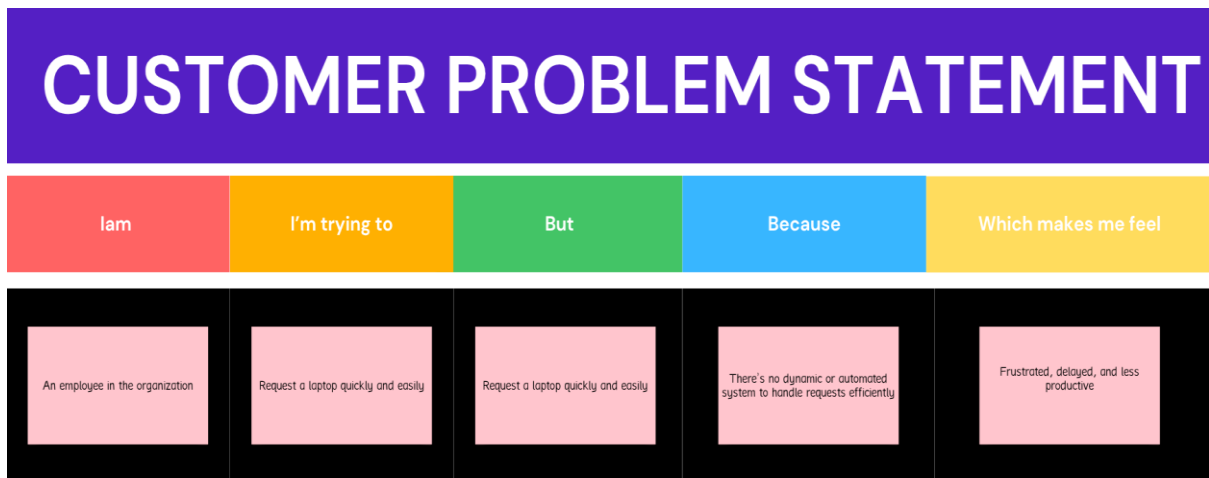 CUSTOMER PROBLEM STATEMENT
Iam
I'm trying to
But
Because
Which makes me feel
An employee in the organization
Request a laptop quickly and easily
Request a laptop quickly and easily
There's no dynamic or automated
system to handle requests efficiently
Frustrated, delayed, and less
productive